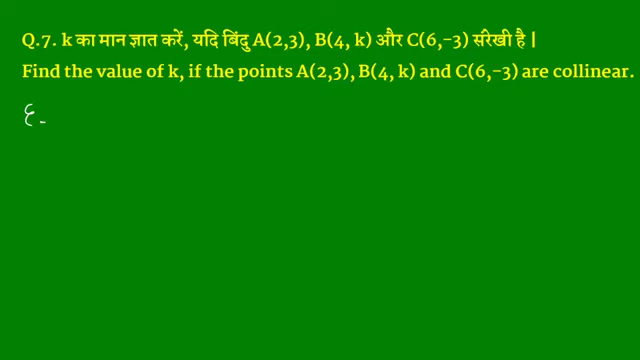 Q.7. k का मान ज्ञात करें, यदि बिंदु A(2,3), B(4, k) और C(6,−3) संरेखी है |
Find the value of k, if the points A(2,3), B(4, k) and C(6,−3) are collinear.